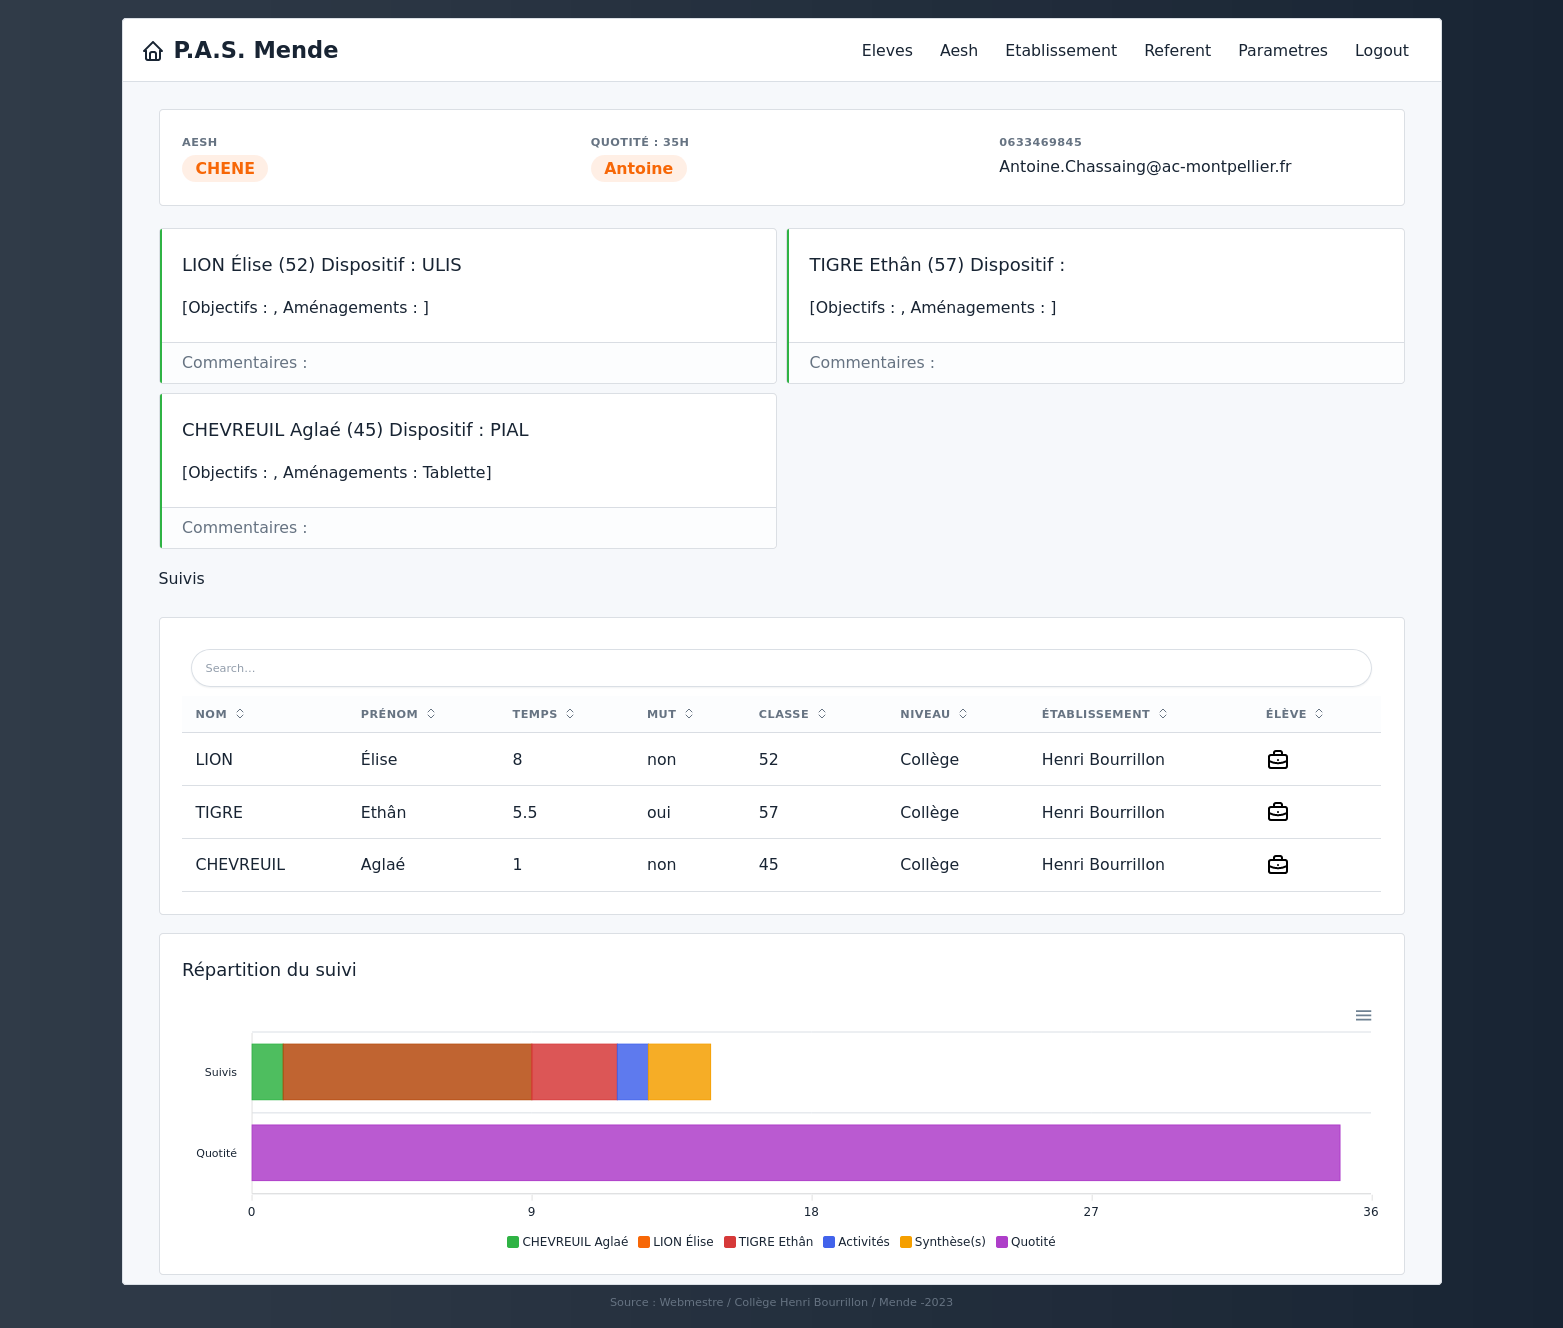 P.A.S. Mende
Eleves Aesh Etablissement Referent Parametres Logout
AESH
CHENE
QUOTITÉ : 35H
Antoine
0633469845
Antoine.Chassaing@ac-montpellier.fr
LION Élise (52) Dispositif : ULIS
[Objectifs : , Aménagements : ]
Commentaires :
TIGRE Ethân (57) Dispositif :
[Objectifs : , Aménagements : ]
Commentaires :
CHEVREUIL Aglaé (45) Dispositif : PIAL
[Objectifs : , Aménagements : Tablette]
Commentaires :
Suivis
Search...
NOM PRÉNOM TEMPS MUT CLASSE NIVEAU ÉTABLISSEMENT ÉLÈVE
LION Élise 8 non 52 Collège Henri Bourrillon
TIGRE Ethân 5.5 oui 57 Collège Henri Bourrillon
CHEVREUIL Aglaé 1 non 45 Collège Henri Bourrillon
Répartition du suivi
Suivis
Quotité
0 9 18 27 36
CHEVREUIL Aglaé LION Élise TIGRE Ethân Activités Synthèse(s) Quotité
Source : Webmestre / Collège Henri Bourrillon / Mende -2023